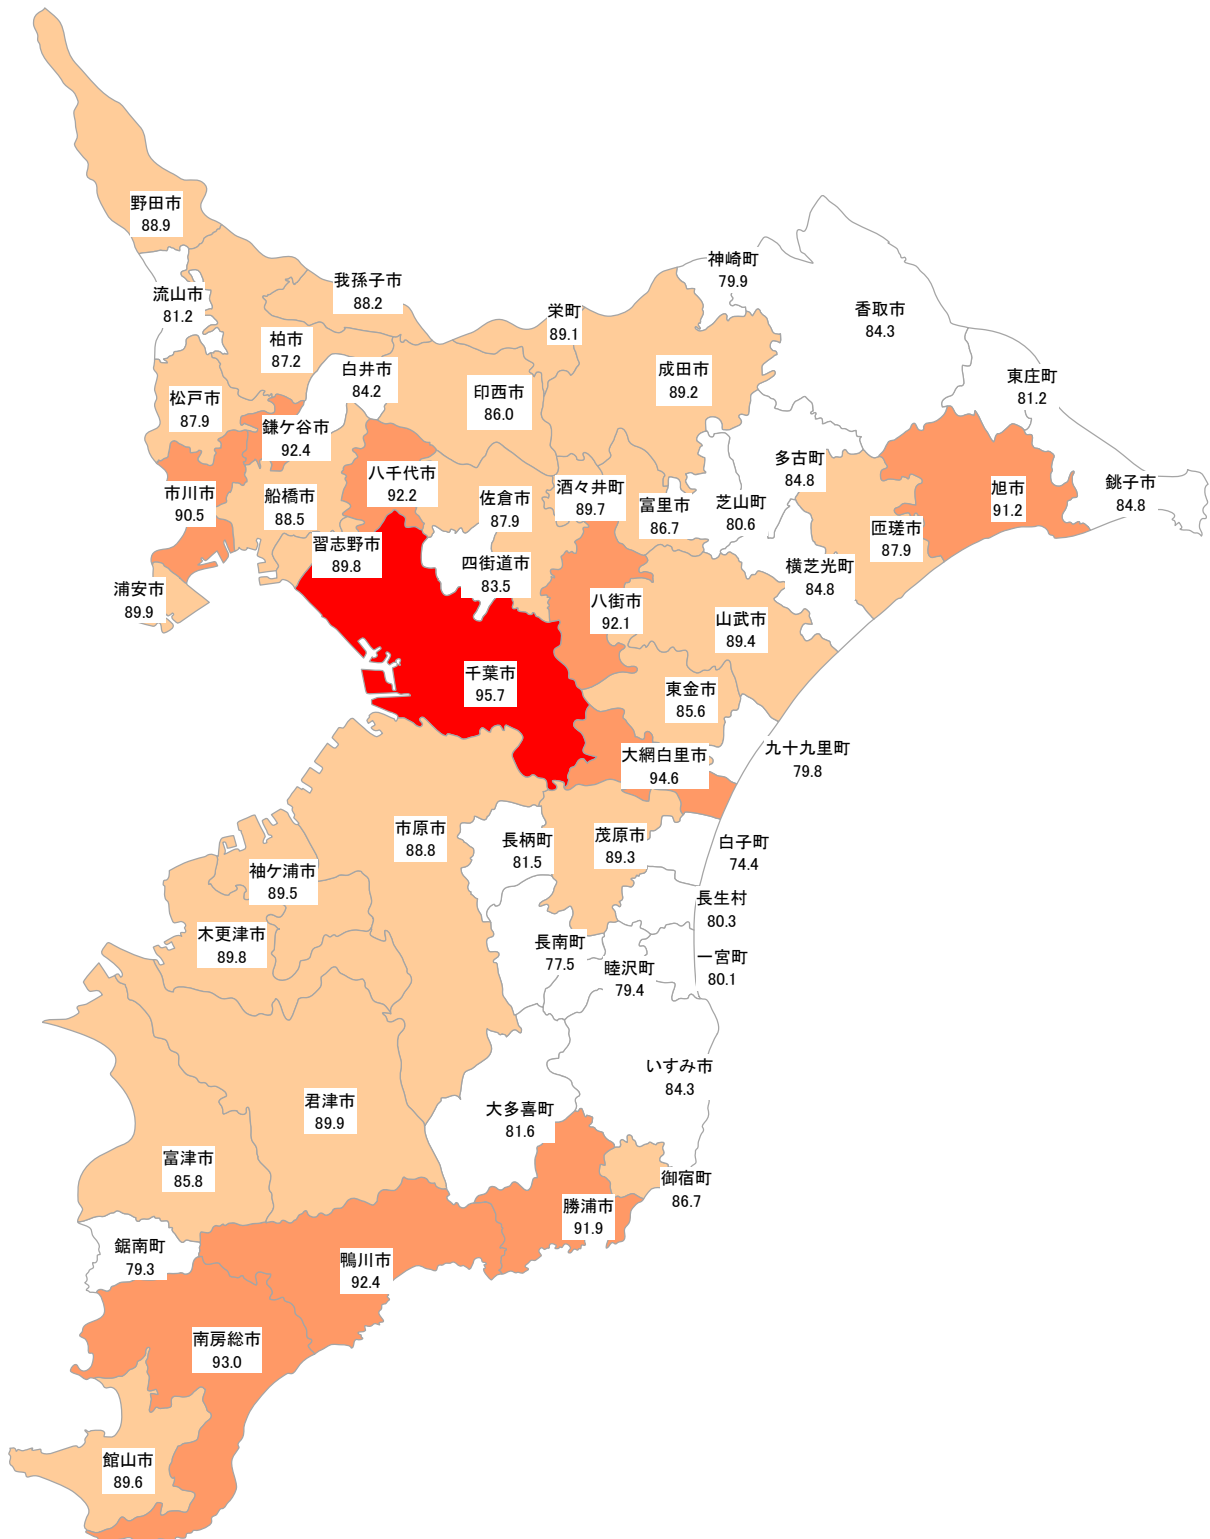 野田市
88.9
流山市
81.2
我孫子市
88.2
柏市
87.2
神崎町
79.9
香取市
84.3
栄町
89.1
白井市
84.2
印西市
86.0
成田市
89.2
東庄町
81.2
松戸市
87.9
鎌ケ谷市
92.4
八千代市
92.2
市川市
90.5
船橋市
88.5
佐倉市
87.9
酒々井町
89.7
富里市
86.7
芝山町
80.6
多古町
84.8
旭市
91.2
銚子市
84.8
匝瑳市
87.9
習志野市
89.8
四街道市
83.5
横芝光町
84.8
浦安市
89.9
八街市
92.1
山武市
89.4
千葉市
95.7
東金市
85.6
大網白里市
94.6
九十九里町
79.8
市原市
88.8
長柄町
81.5
茂原市
89.3
白子町
74.4
袖ケ浦市
89.5
長生村
80.3
木更津市
89.8
長南町
77.5
睦沢町
79.4
一宮町
80.1
いすみ市
84.3
君津市
89.9
大多喜町
81.6
富津市
85.8
御宿町
86.7
勝浦市
91.9
鋸南町
79.3
鴨川市
92.4
南房総市
93.0
館山市
89.6